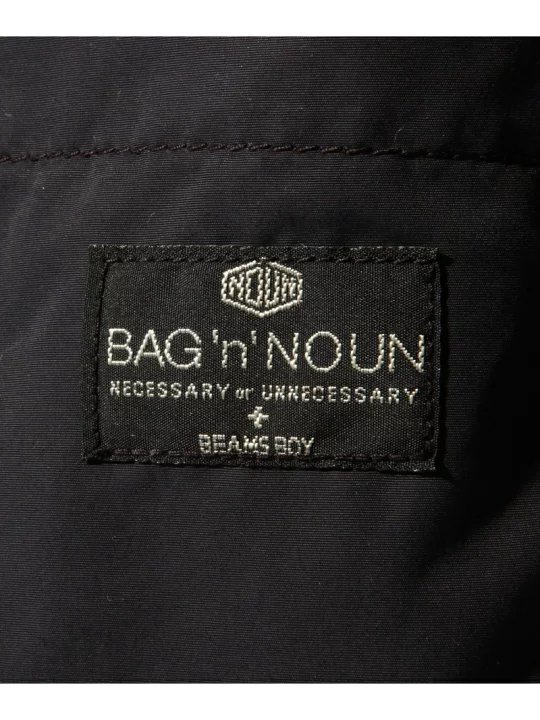 NOUN
BAG 'n' NOUN
NECESSARY or UNNECESSARY
+
BEAMS BOY